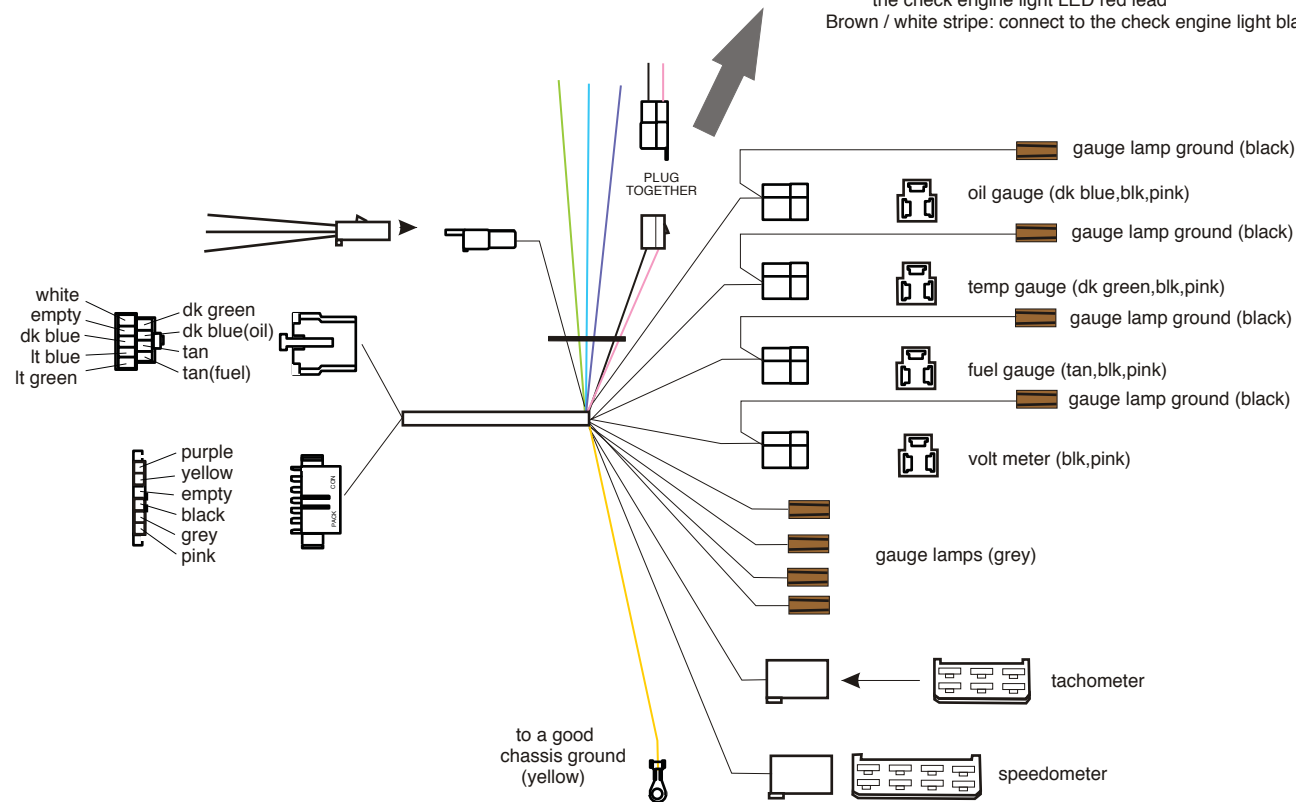 the check engine light LED red lead
Brown / white stripe: connect to the check engine light
PLUG
TOGETHER
gauge lamp ground (black)
oil gauge (dk blue,blk,pink)
gauge lamp ground (black)
temp gauge (dk green,blk,pink)
gauge lamp ground (black)
fuel gauge (tan,blk,pink)
gauge lamp ground (black)
volt meter (blk,pink)
white
empty
dk blue
lt blue
lt green
dk green
dk blue(oil)
tan
tan(fuel)
purple
yellow
empty
black
grey
pink
CON
PACK
gauge lamps (grey)
tachometer
to a good
chassis ground
(yellow)
speedometer